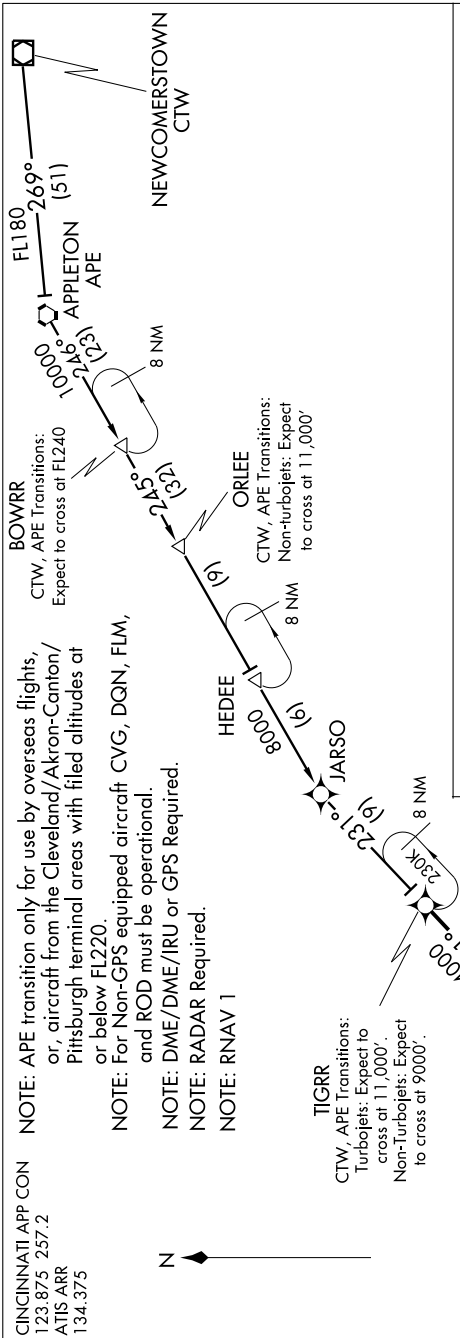 CINCINNATI APP CON
123.875 257.2
ATIS ARR
134.375
NOTE: APE transition only for use by overseas flights,
or, aircraft from the Cleveland/Akron-Canton/
Pittsburgh terminal areas with filed altitudes at
or below FL220.
NOTE: For Non-GPS equipped aircraft CVG, DQN, FLM,
and ROD must be operational.
NOTE: DME/DME/IRU or GPS Required.
NOTE: RADAR Required.
NOTE: RNAV 1
N
NEWCOMERSTOWN
CTW
FL180
269°
(51)
APPLETON
APE
10000
246°
(23)
8 NM
BOWRR
CTW, APE Transitions:
Expect to cross at FL240
245°
(32)
ORLEE
CTW, APE Transitions:
Non-turbojets: Expect
to cross at 11,000'
(9)
HEDEE
8 NM
8000
(6)
JARSO
231°
(9)
8 NM
230K
TIGRR
CTW, APE Transitions:
Turbojets: Expect to
cross at 11,000'.
Non-Turbojets: Expect
to cross at 9000'.